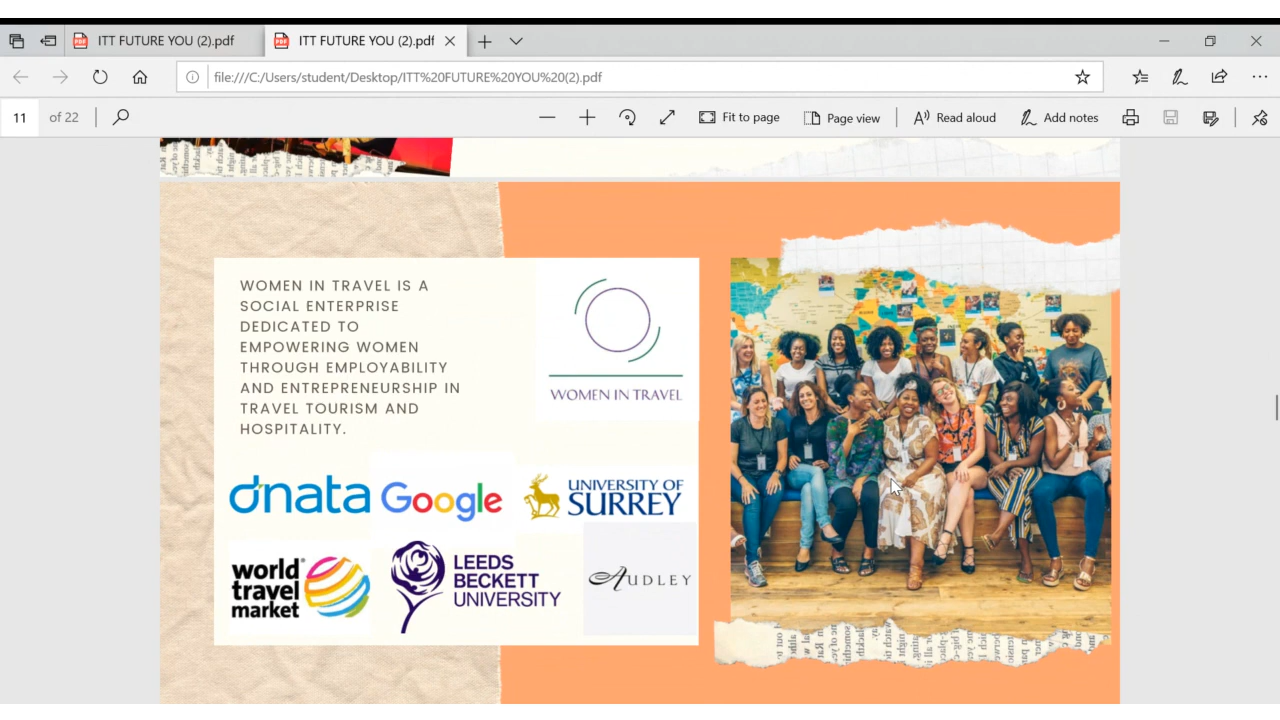 ITT FUTURE YOU (2).pdf
ITT FUTURE YOU (2).pdf
file:///C:/Users/student/Desktop/ITT%20FUTURE%20YOU%20(2).pdf
11 of 22
Fit to page
Page view
Read aloud
Add notes
WOMEN IN TRAVEL IS A
SOCIAL ENTERPRISE
DEDICATED TO
EMPOWERING WOMEN
THROUGH EMPLOYABILITY
AND ENTREPRENEURSHIP IN
TRAVEL TOURISM AND
HOSPITALITY.
WOMEN IN TRAVEL
dnata
Google
UNIVERSITY OF
SURREY
world
travel
market
LEEDS
BECKETT
UNIVERSITY
AUDLEY